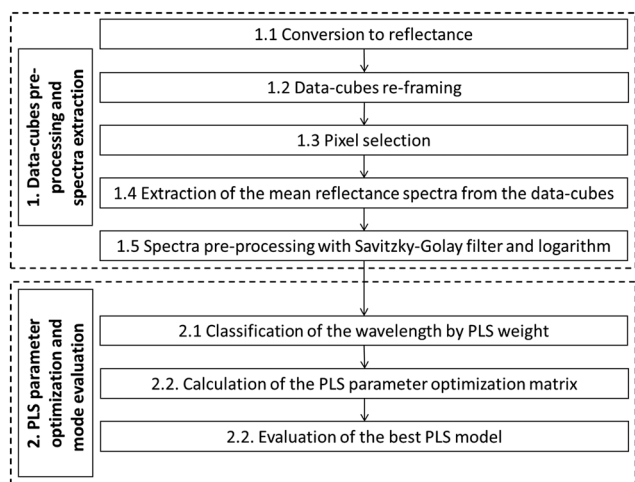 1. Data-cubes pre-
processing and
spectra extraction
1.1 Conversion to reflectance
1.2 Data-cubes re-framing
1.3 Pixel selection
1.4 Extraction of the mean reflectance spectra from the data-cubes
1.5 Spectra pre-processing with Savitzky-Golay filter and logarithm
2. PLS parameter
optimization and
mode evaluation
2.1 Classification of the wavelength by PLS weight
2.2. Calculation of the PLS parameter optimization matrix
2.2. Evaluation of the best PLS model